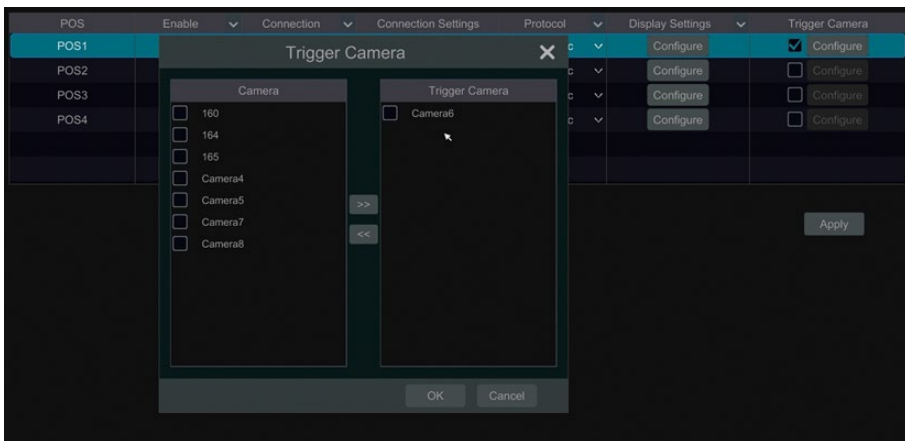 POS Enable Connection Connection Settings Protocol Display Settings Trigger Camera
POS1 Configure Configure
POS2 Configure Configure
POS3 Configure Configure
POS4 Configure Configure
Apply
Trigger Camera
Camera
160
164
165
Camera4
Camera5
Camera7
Camera8
>>
<<
Trigger Camera
Camera6
OK Cancel